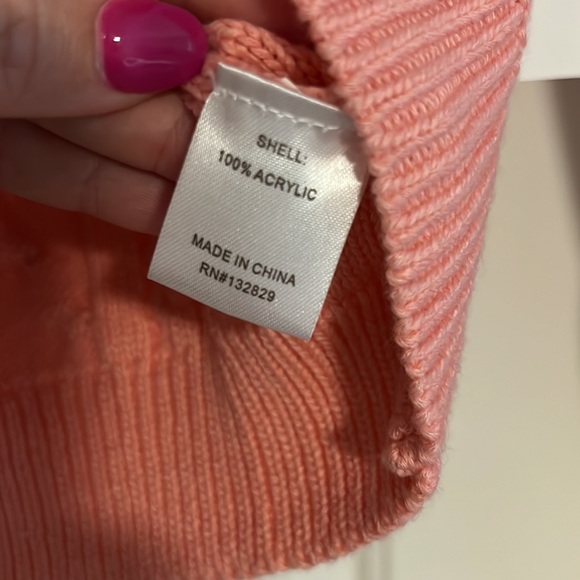 SHELL:
100% ACRYLIC
MADE IN CHINA
RN#132829